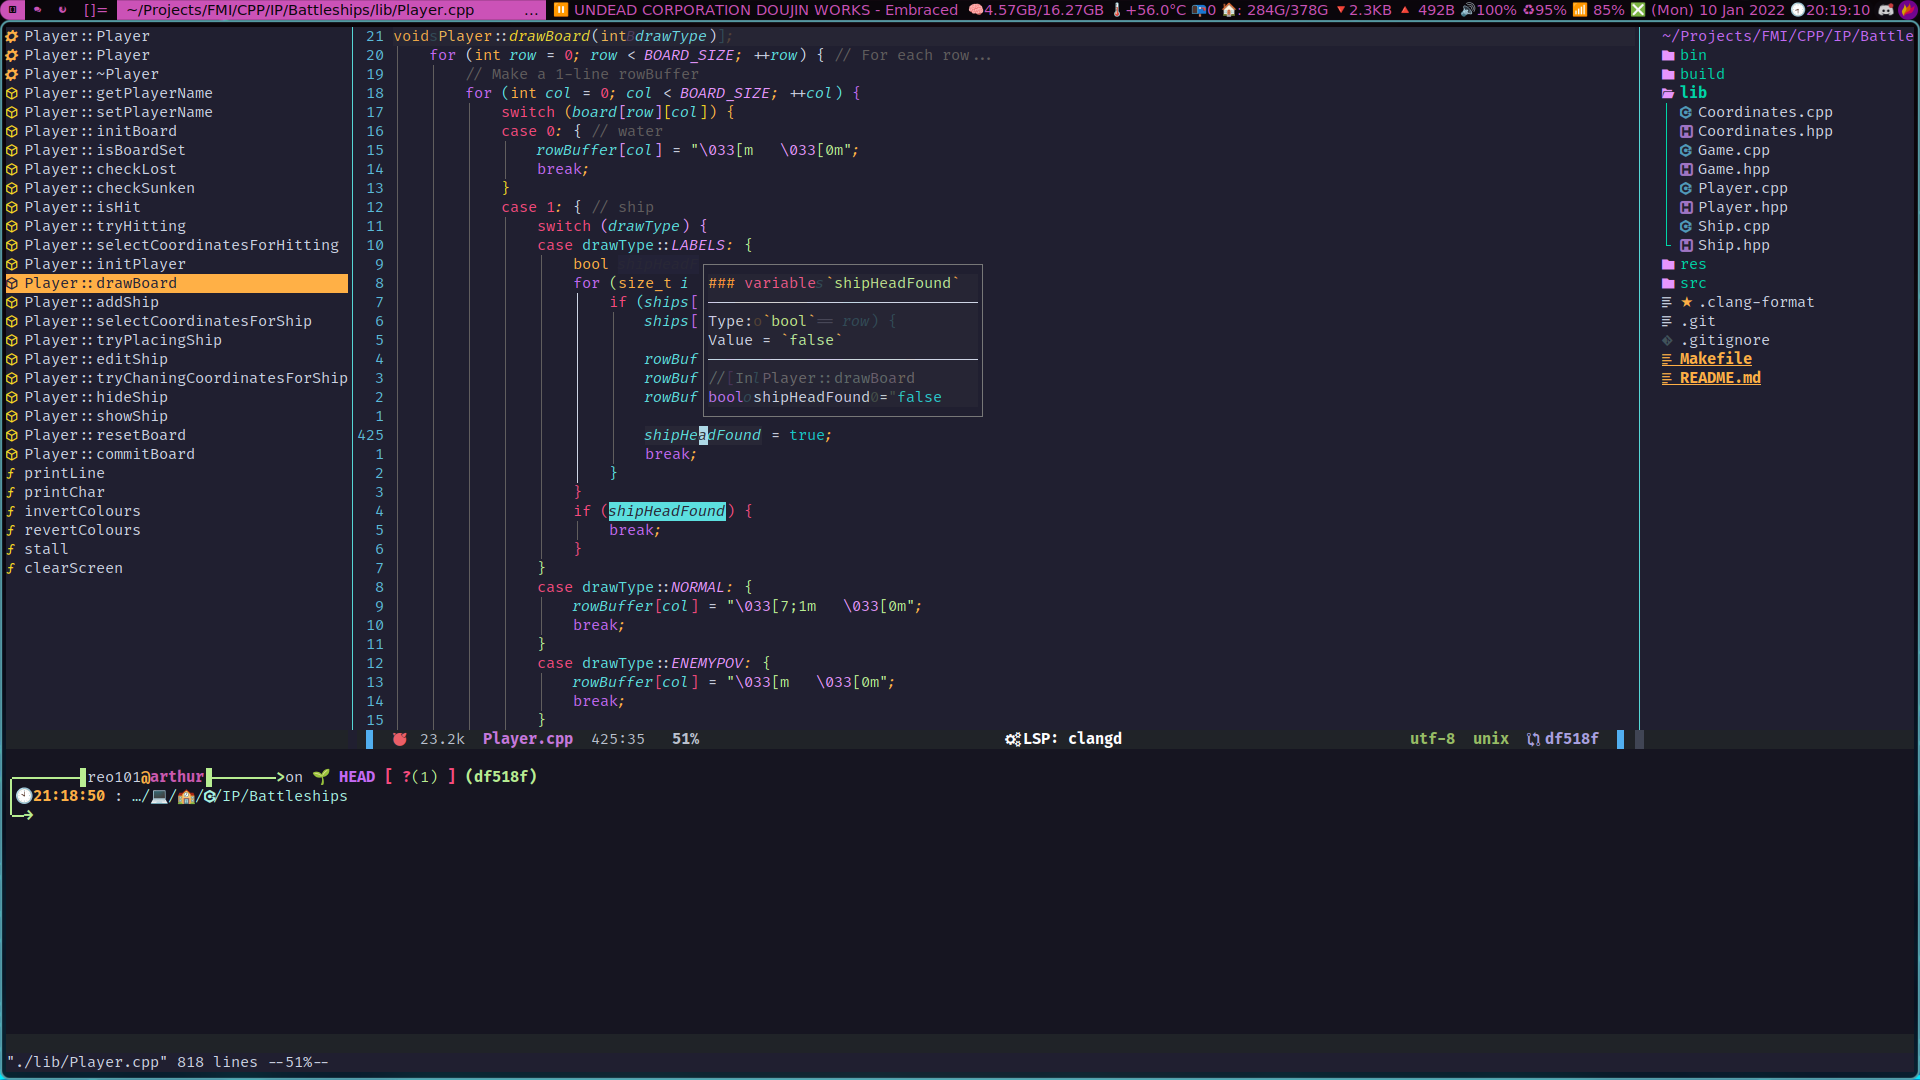 []= ~/Projects/FMI/CPP/IP/Battleships/lib/Player.cpp ... UNDEAD CORPORATION DOUJIN WORKS - Embraced 🧠4.57GB/16.27GB 🌡+56.0°C 📭0 🏠: 284G/378G 🔻2.3KB 🔺 492B 🔊100% ♻95% 📶 85% ❎ (Mon) 10 Jan 2022 🕗20:19:10
Player::Player
Player::Player
Player::~Player
Player::getPlayerName
Player::setPlayerName
Player::initBoard
Player::isBoardSet
Player::checkLost
Player::checkSunken
Player::isHit
Player::tryHitting
Player::selectCoordinatesForHitting
Player::initPlayer
Player::drawBoard
Player::addShip
Player::selectCoordinatesForShip
Player::tryPlacingShip
Player::editShip
Player::tryChaningCoordinatesForShip
Player::hideShip
Player::showShip
Player::resetBoard
Player::commitBoard
printLine
printChar
invertColours
revertColours
stall
clearScreen
21 void Player::drawBoard(int drawType)
20 for (int row = 0; row < BOARD_SIZE; ++row) { // For each row...
19 // Make a 1-line rowBuffer
18 for (int col = 0; col < BOARD_SIZE; ++col) {
17 switch (board[row][col]) {
16 case 0: { // water
15 rowBuffer[col] = "\033[m   \033[0m";
14 break;
13 }
12 case 1: { // ship
11 switch (drawType) {
10 case drawType::LABELS: {
9 bool
8 for (size_t i
7 if (ships[
6 ships[
5
4 rowBuf
3 rowBuf
2 rowBuf
1
425 shipHeadFound = true;
1 break;
2 }
3 }
4 if (shipHeadFound) {
5 break;
6 }
7 }
8 case drawType::NORMAL: {
9 rowBuffer[col] = "\033[7;1m   \033[0m";
10 break;
11 }
12 case drawType::ENEMYPOV: {
13 rowBuffer[col] = "\033[m   \033[0m";
14 break;
15 }
### variable `shipHeadFound`
Type: `bool` == row) {
Value = `false`
// In Player::drawBoard
bool shipHeadFound = false
~/Projects/FMI/CPP/IP/Battle
bin
build
lib
Coordinates.cpp
Coordinates.hpp
Game.cpp
Game.hpp
Player.cpp
Player.hpp
Ship.cpp
Ship.hpp
res
src
★ .clang-format
.git
.gitignore
Makefile
README.md
23.2k Player.cpp 425:35 51% LSP: clangd utf-8 unix df518f
reo101@arthur >on 🌱 HEAD [ ?(1) ] (df518f)
🕘21:18:50 : …/💻/🏫/C/IP/Battleships
"./lib/Player.cpp" 818 lines --51%--